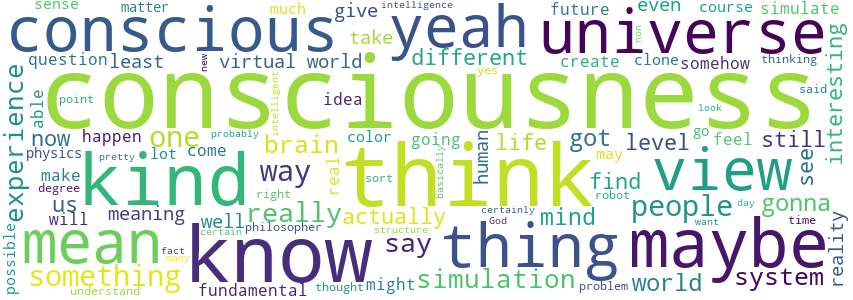 sense matter much give intelligence future even course simulate
conscious yeah universe
question least virtual world take different create clone somehow thinking
new non yes said
consciousness
experience able point idea intelligent look interesting
now happen one probably color going human life got level go feel still
physics lot come brain basically may
kind way think view see
make pretty real sort find
degree us right robot people day gonna
will meaning well really actually certainly mind want time
certain philosopher God
possible mean know say structure thing maybe reality
fact many
something simulation world system
understand fundamental thought might problem